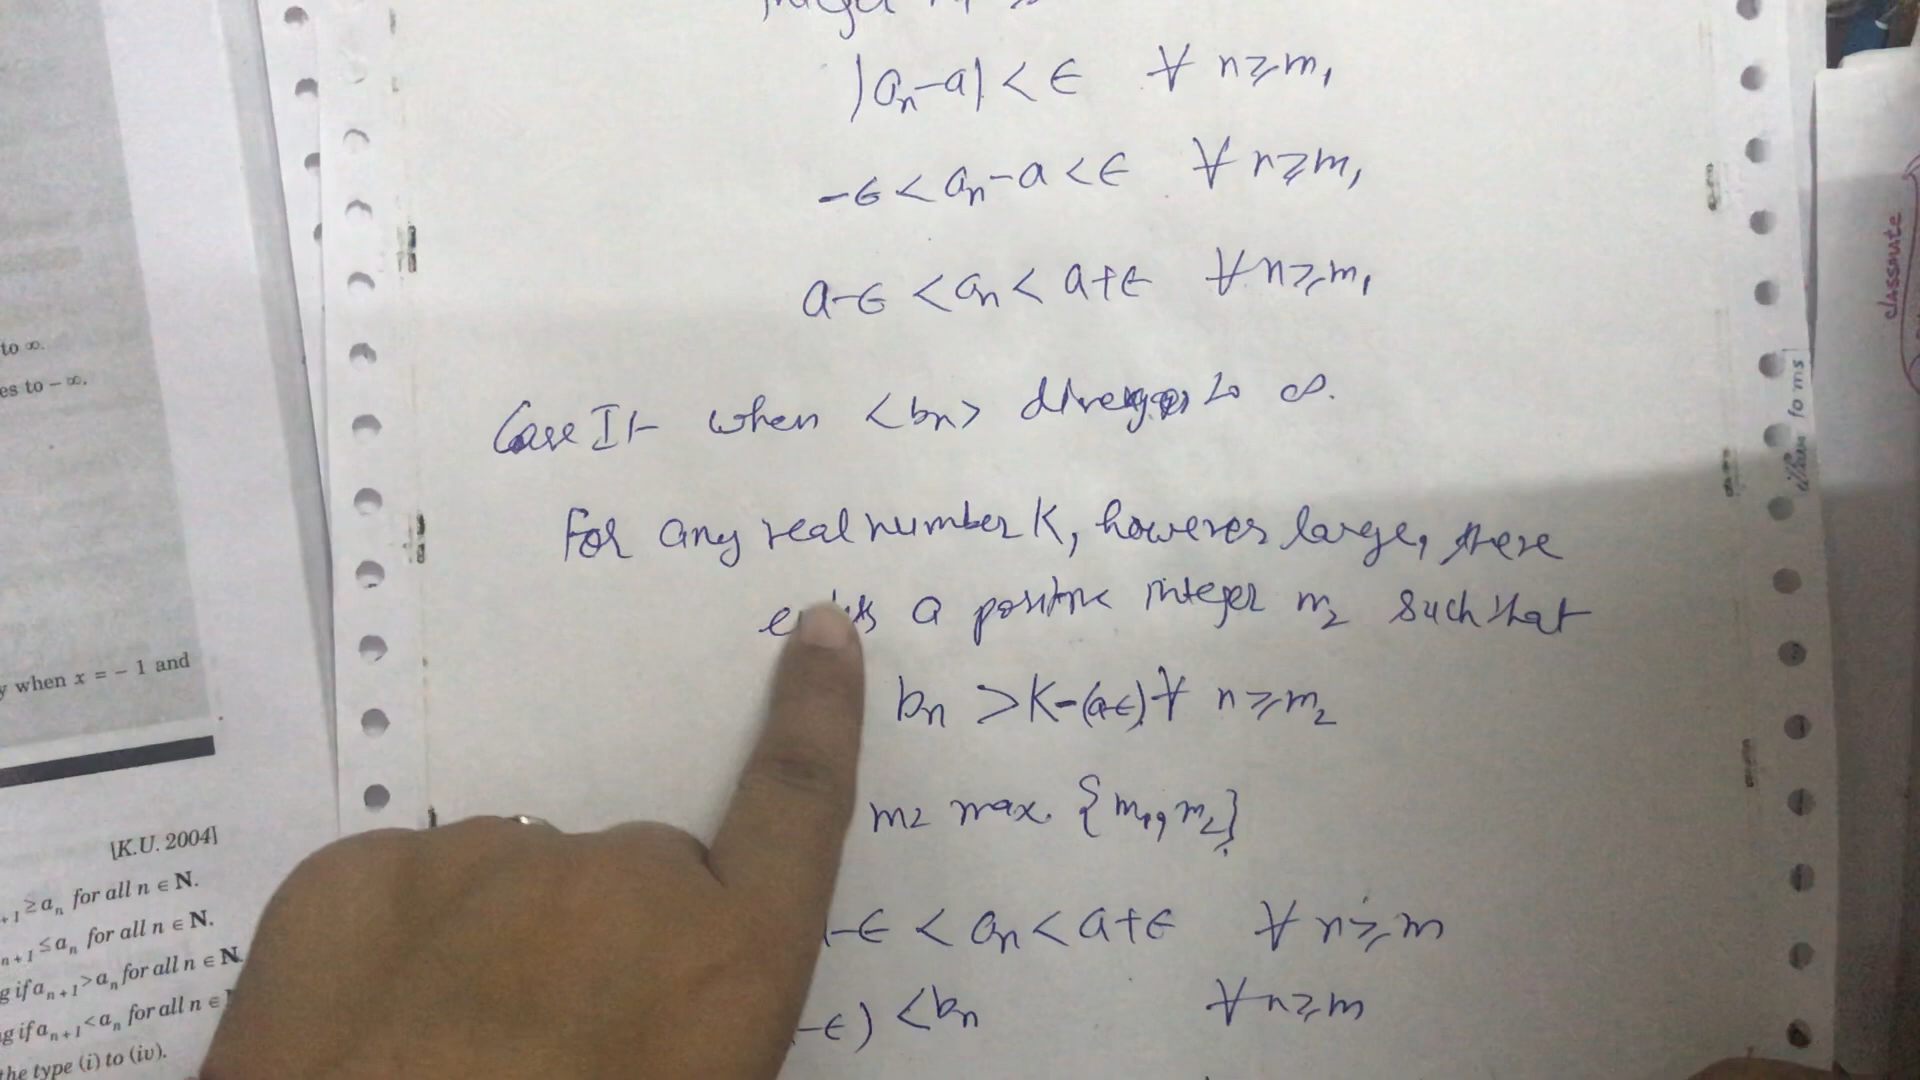 |aₙ-a| < ∈ ∀ n≥m₁
-∈ < aₙ-a < ∈ ∀ n≥m₁
a-∈ < aₙ < a+∈ ∀ n≥m₁
Case I:- when <bn> diverges to ∞.
For any real number K, however large, there
a positive integer m₂ such that
bn > K-(a-∈) ∀ n≥m₂
m= max. {m₁, m₂}
-∈ < aₙ < a+∈ ∀ n≥m
-∈) < bn ∀ n≥m
to ∞.
es to – ∞.
y when x = – 1 and
[K.U. 2004]
+ 1 ≥ aₙ for all n ∈ N.
n + 1 ≤ aₙ for all n ∈ N.
g if aₙ ₊ ₁ > aₙ for all n ∈ N
g if aₙ ₊ ₁ < aₙ for all n ∈
the type (i) to (iv).
classmate